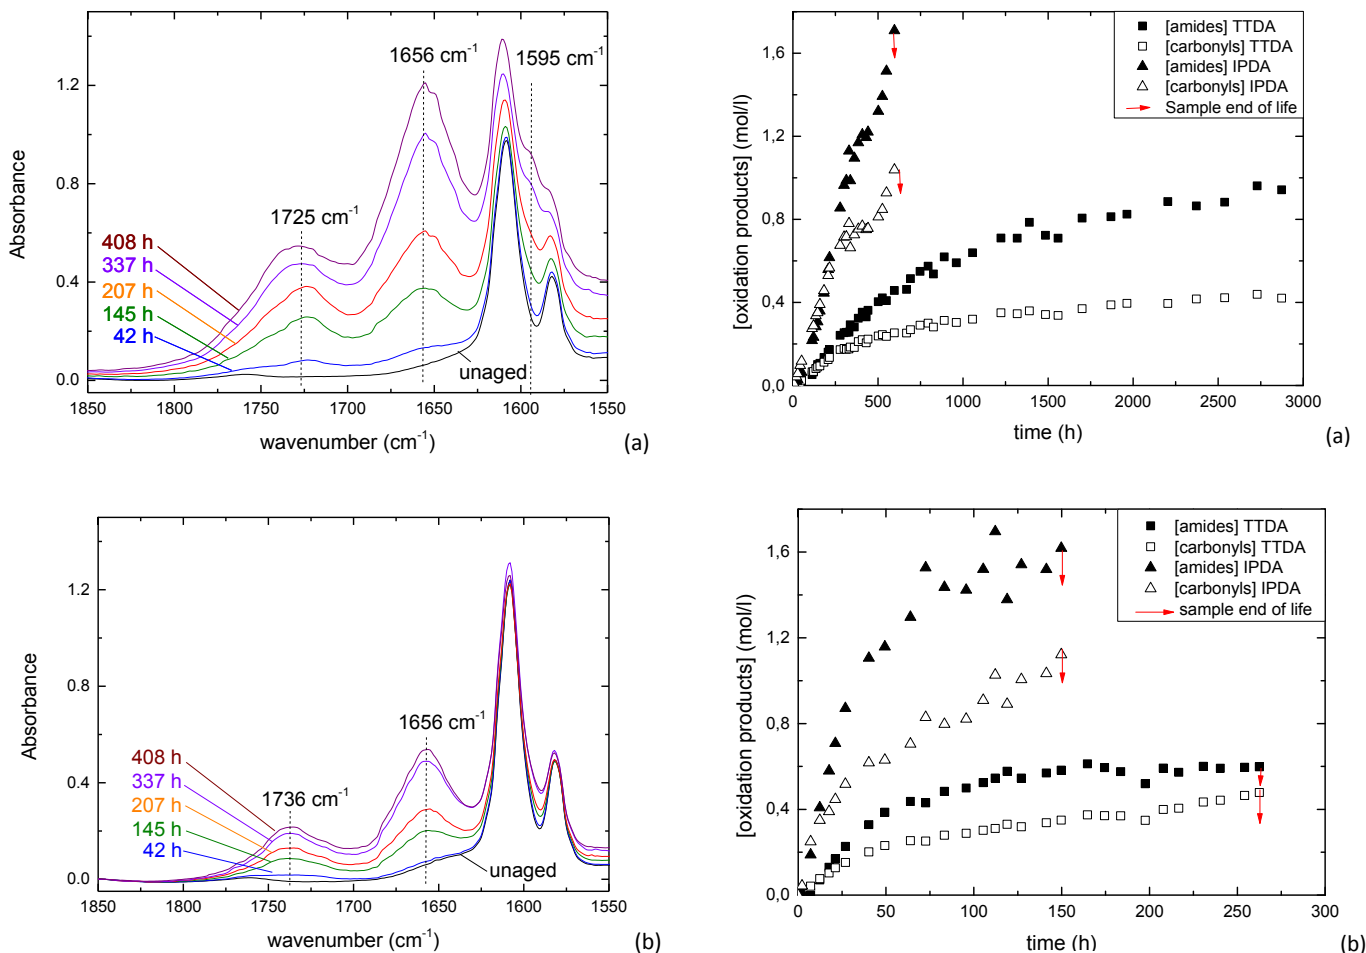 1656 cm-1
1595 cm-1
1725 cm-1
408 h
337 h
207 h
145 h
42 h
unaged
Absorbance
1.2
0.8
0.4
0.0
1850 1800 1750 1700 1650 1600 1550
wavenumber (cm-1)
(a)
[amides] TTDA
[carbonyls] TTDA
[amides] IPDA
[carbonyls] IPDA
Sample end of life
[oxidation products] (mol/l)
1,6
1,2
0,8
0,4
0,0
0 500 1000 1500 2000 2500 3000
time (h)
(a)
1656 cm-1
1736 cm-1
408 h
337 h
207 h
145 h
42 h
unaged
Absorbance
1.2
0.8
0.4
0.0
1850 1800 1750 1700 1650 1600 1550
wavenumber (cm-1)
(b)
[amides] TTDA
[carbonyls] TTDA
[amides] IPDA
[carbonyls] IPDA
sample end of life
[oxidation products] (mol/l)
1,6
1,2
0,8
0,4
0,0
0 50 100 150 200 250 300
time (h)
(b)